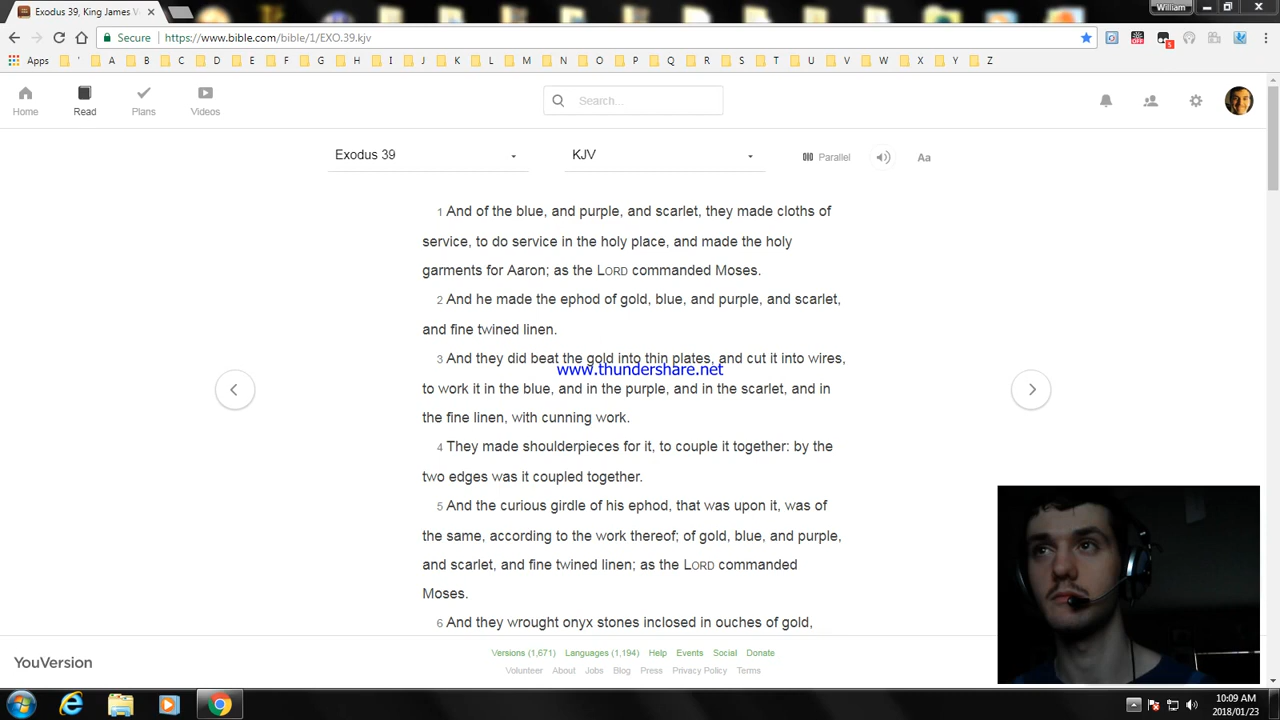 Exodus 39, King James V
William
Secure
https://www.bible.com/bible/1/EXO.39.kjv
OFF
5
Apps ' A B C D E F G H I J K L M N O P Q R S T U V W X Y Z
Home
Read
Plans
Videos
Search...
Exodus 39
KJV
Parallel
Aa
1 And of the blue, and purple, and scarlet, they made cloths of
service, to do service in the holy place, and made the holy
garments for Aaron; as the LORD commanded Moses.
2 And he made the ephod of gold, blue, and purple, and scarlet,
and fine twined linen.
3 And they did beat the gold into thin plates, and cut it into wires,
www.thundershare.net
to work it in the blue, and in the purple, and in the scarlet, and in
the fine linen, with cunning work.
4 They made shoulderpieces for it, to couple it together: by the
two edges was it coupled together.
5 And the curious girdle of his ephod, that was upon it, was of
the same, according to the work thereof; of gold, blue, and purple,
and scarlet, and fine twined linen; as the LORD commanded
Moses.
6 And they wrought onyx stones inclosed in ouches of gold,
YouVersion
Versions (1,671) Languages (1,194) Help Events Social Donate
Volunteer About Jobs Blog Press Privacy Policy Terms
10:09 AM
2018/01/23